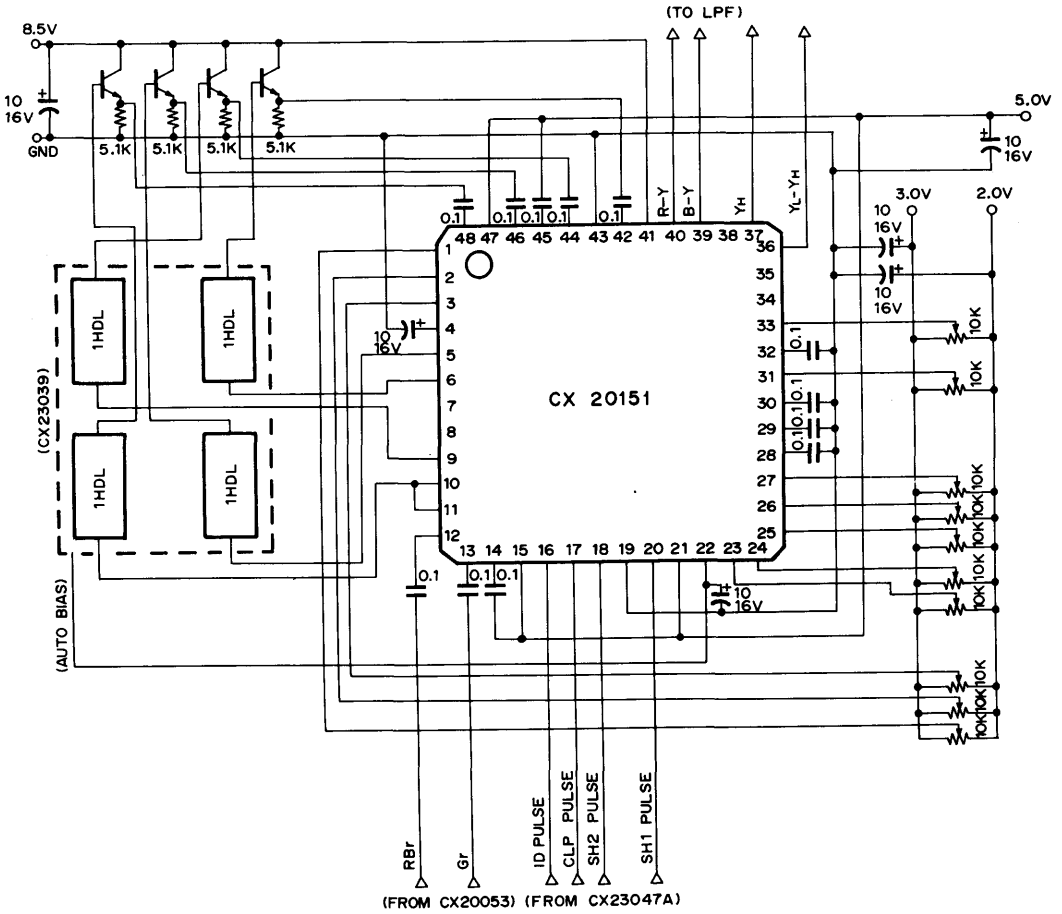 (TO LPF)
8.5V
10
16V
GND
5.1K 5.1K 5.1K 5.1K
5.0V
10
16V
3.0V 2.0V
R-Y
B-Y
YH
YL-YH
0.1 0.1 0.1 0.1
48 47 46 45 44 43 42 41 40 39 38 37
10
16V
10
16V
1
2
3
4
5
6
7
8
9
10
11
12
10
16V
36
35
34
33
32
31
30
29
28
27
26
25
0.1
0.1
0.1
0.1
10K
10K
10K
10K
10K
10K
10K
10K
10K
10K
1HDL
1HDL
1HDL
1HDL
(CX23039)
CX 20151
13 14 15 16 17 18 19 20 21 22 23 24
0.1
0.1
0.1
10
16V
(AUTO BIAS)
RBr
Gr
ID PULSE
CLP PULSE
SH2 PULSE
SH1 PULSE
(FROM CX20053) (FROM CX23047A)